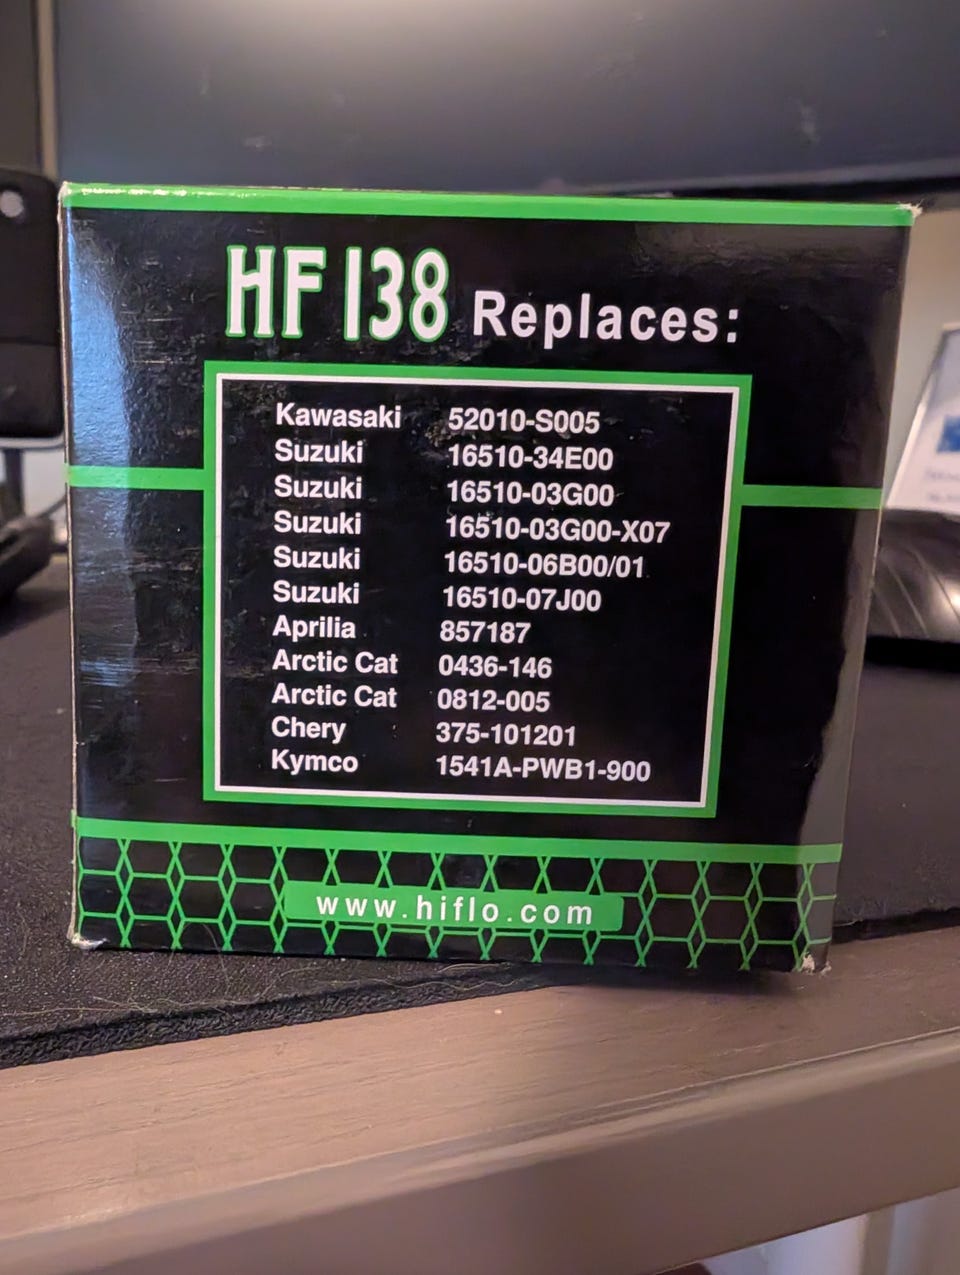 HF 138 Replaces:
Kawasaki 52010-S005
Suzuki 16510-34E00
Suzuki 16510-03G00
Suzuki 16510-03G00-X07
Suzuki 16510-06B00/01
Suzuki 16510-07J00
Aprilia 857187
Arctic Cat 0436-146
Arctic Cat 0812-005
Chery 375-101201
Kymco 1541A-PWB1-900
www.hiflo.com